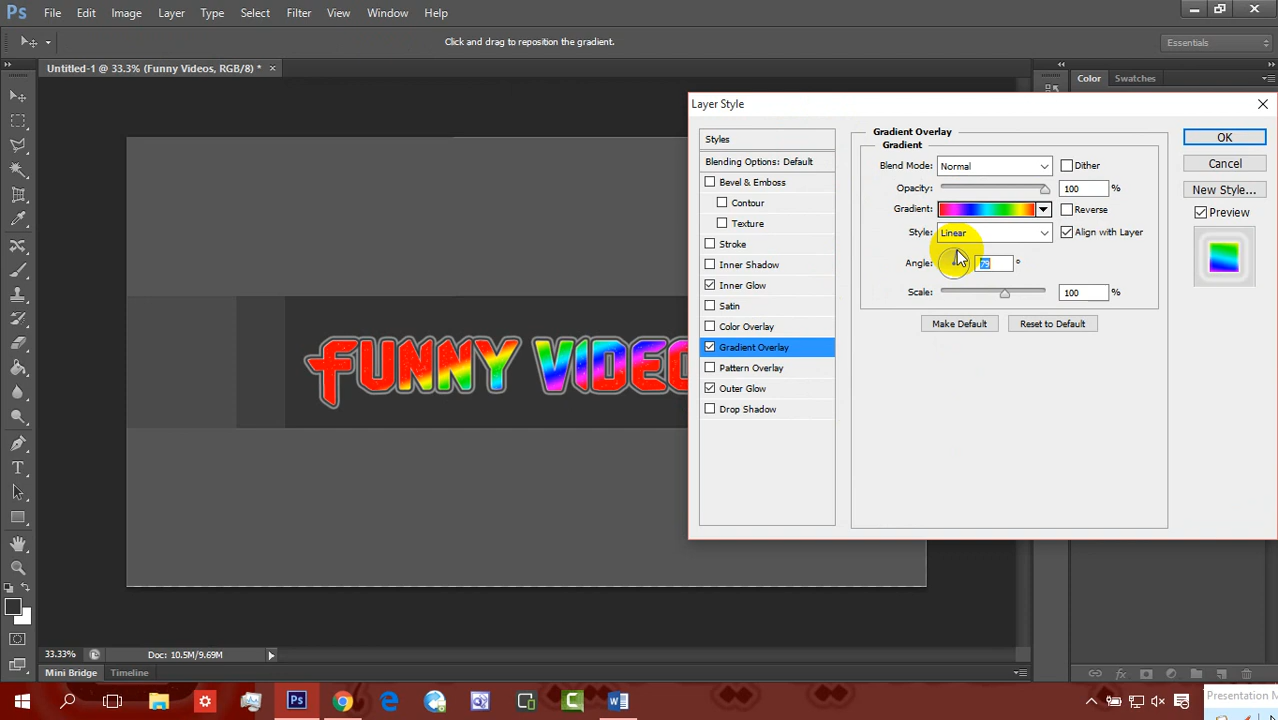 Ps File Edit Image Layer Type Select Filter View Window Help
Click and drag to reposition the gradient.
Essentials
Untitled-1 @ 33.3% (Funny Videos, RGB/8) * ×
Color Swatches
Layer Style
Styles
Blending Options: Default
Bevel & Emboss
Contour
Texture
Stroke
Inner Shadow
Inner Glow
Satin
Color Overlay
Gradient Overlay
Pattern Overlay
Outer Glow
Drop Shadow
Gradient Overlay
Gradient
Blend Mode: Normal Dither
Opacity: 100 %
Gradient: Reverse
Style: Linear Align with Layer
Angle: 79 °
Scale: 100 %
Make Default Reset to Default
OK
Cancel
New Style...
Preview
FUNNY VIDEO
33.33% Doc: 10.5M/9.69M
Mini Bridge Timeline
Ps
Presentation M